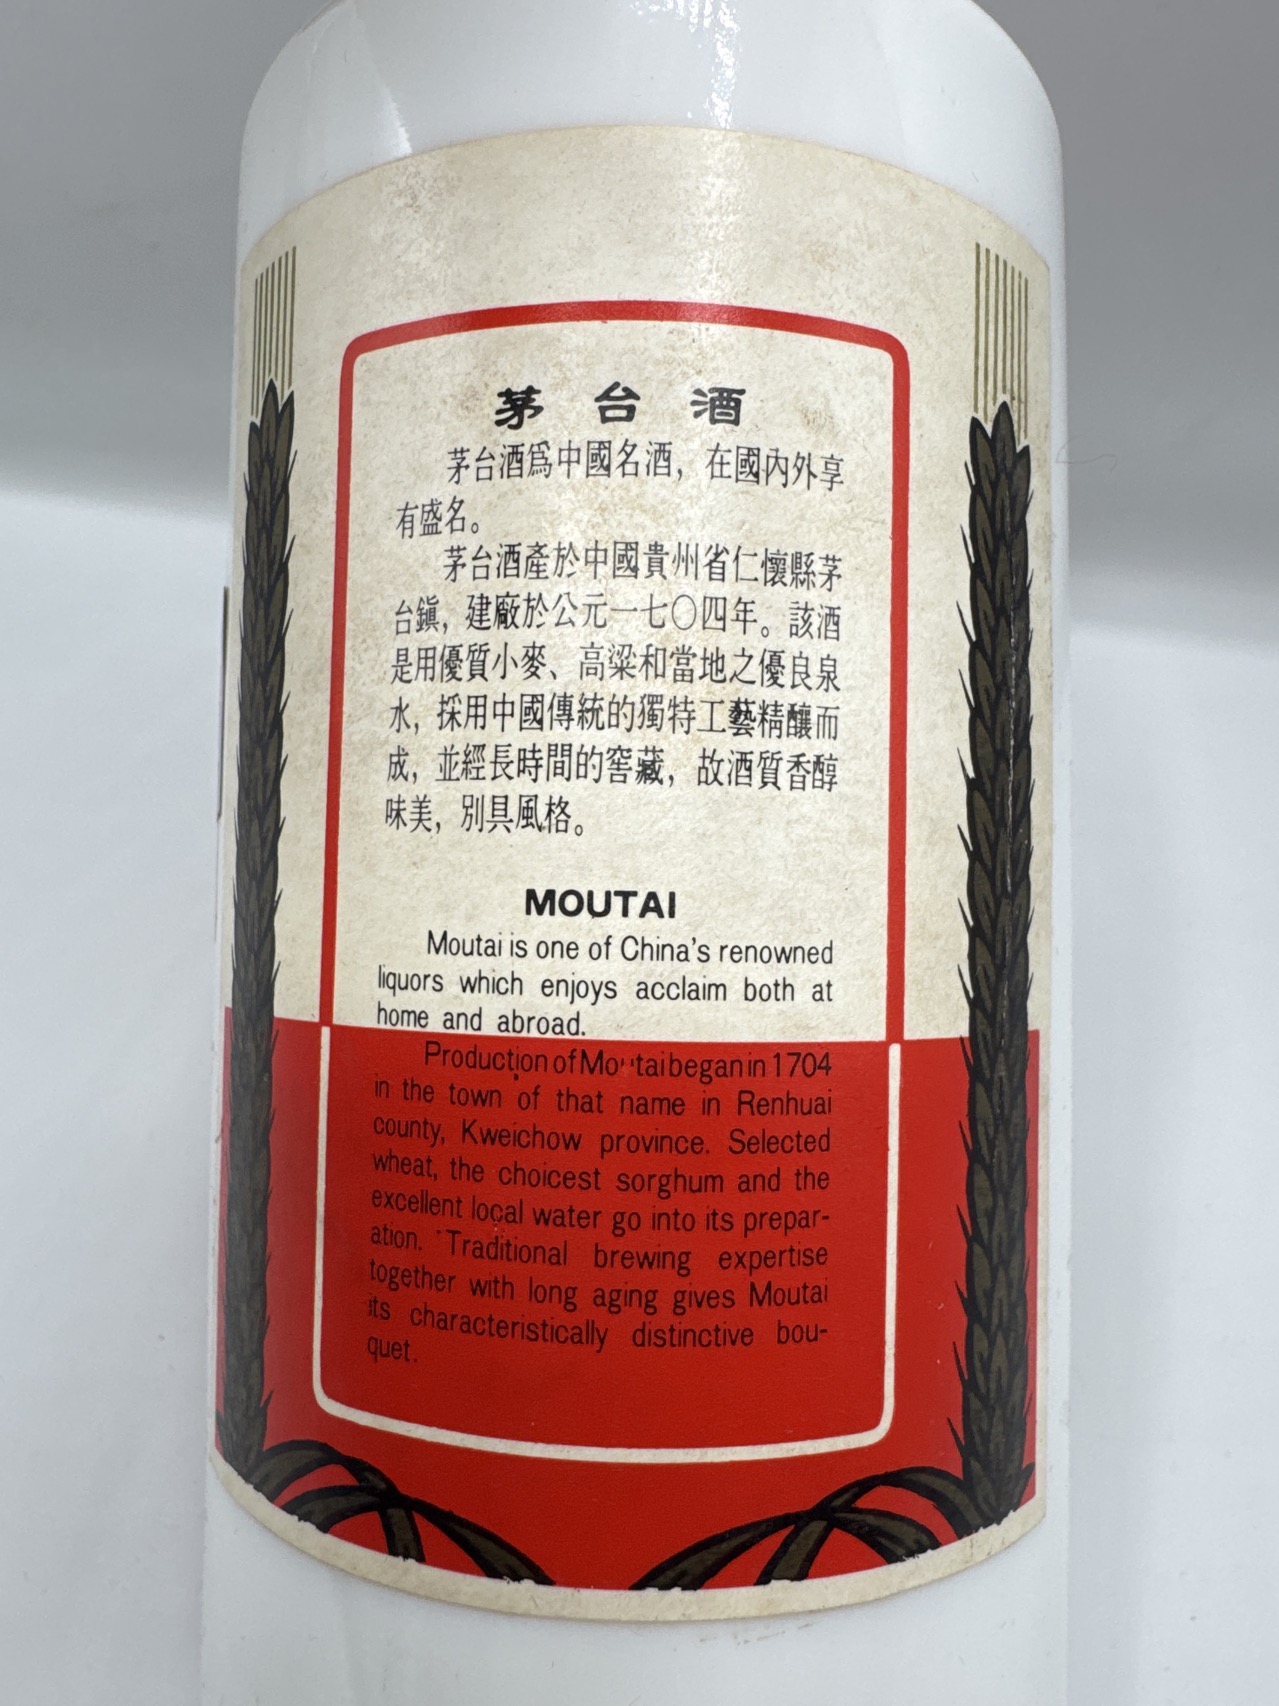 茅台酒
茅台酒爲中國名酒，在國內外享
有盛名。
茅台酒產於中國貴州省仁懷縣茅
台鎭，建廠於公元一七〇四年。該酒
是用優質小麥、高粱和當地之優良泉
水，採用中國傳統的獨特工藝精釀而
成，並經長時間的窖藏，故酒質香醇
味美，別具風格。
MOUTAI
Moutai is one of China's renowned
liquors which enjoys acclaim both at
home and abroad.
Production of Moutai began in 1704
in the town of that name in Renhuai
county, Kweichow province. Selected
wheat, the choicest sorghum and the
excellent local water go into its prepar-
ation. Traditional brewing expertise
together with long aging gives Moutai
its characteristically distinctive bou-
quet.